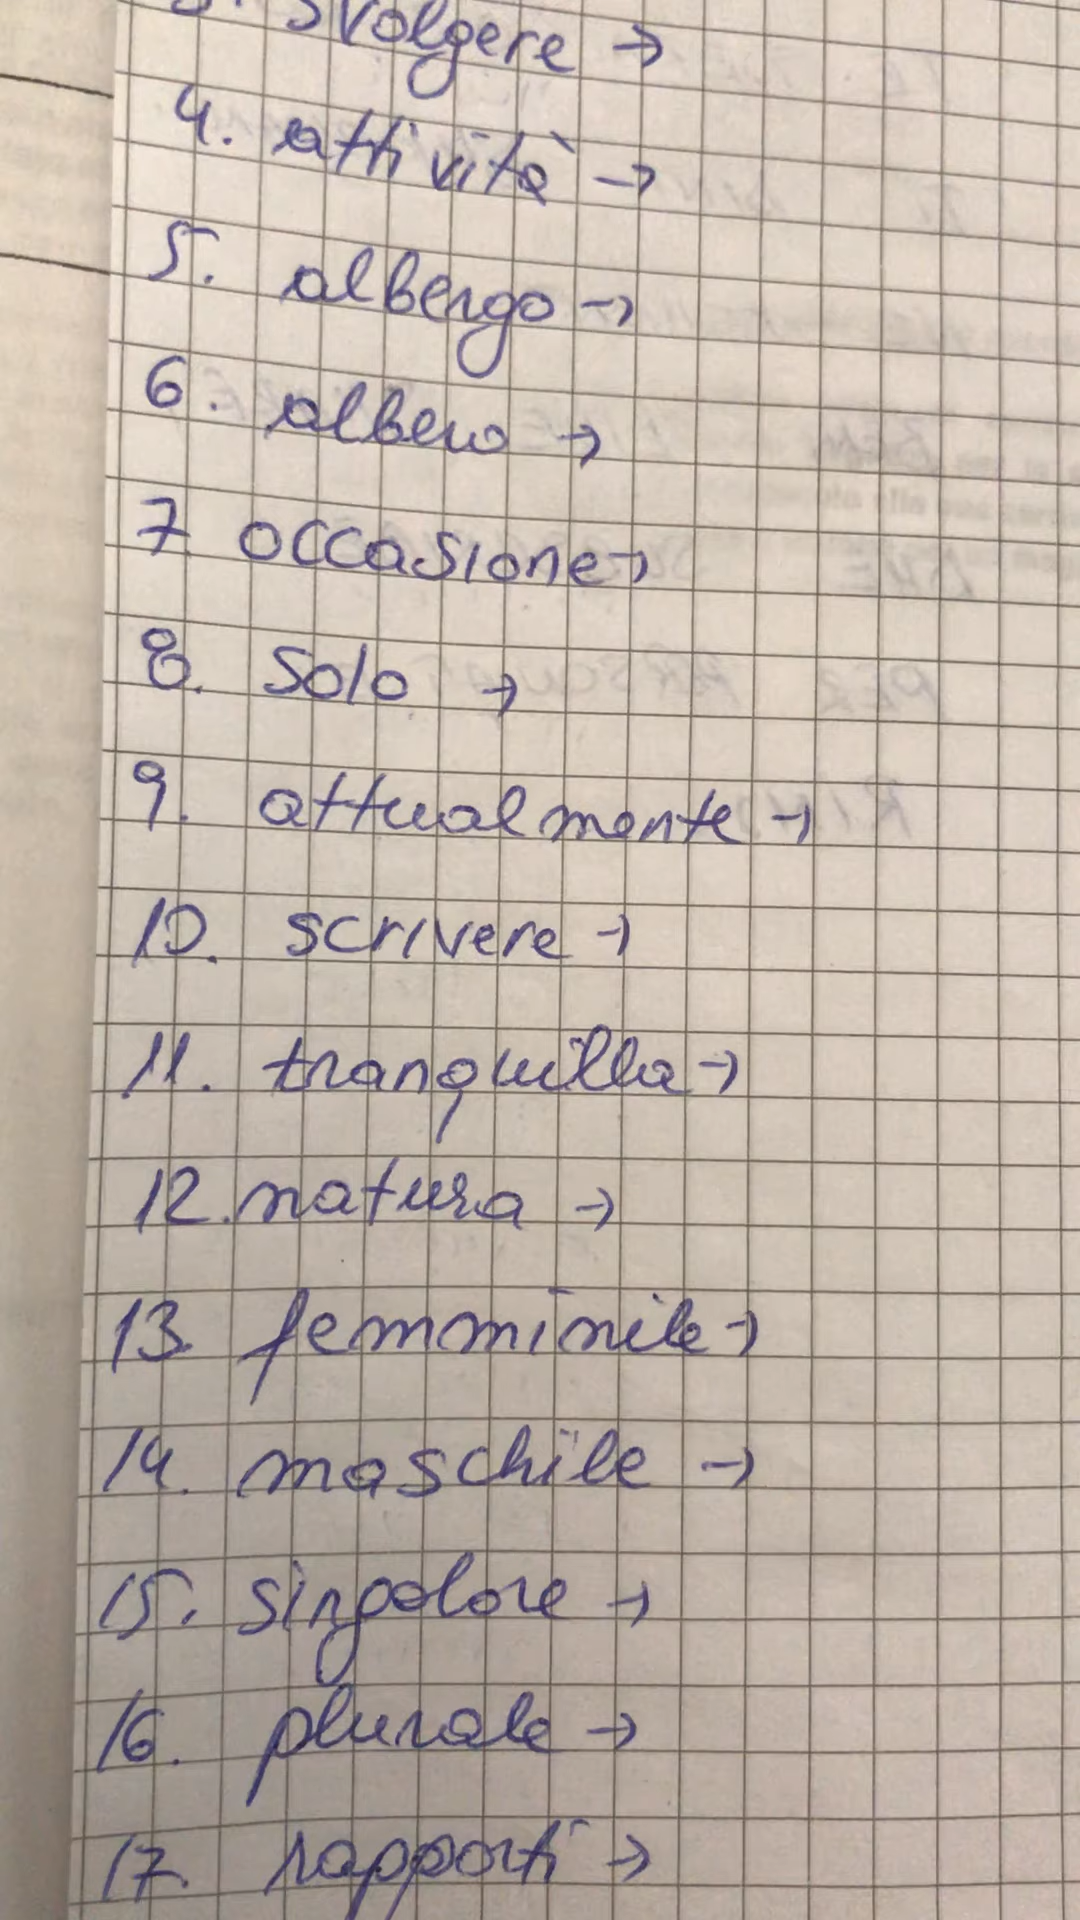 3. svolgere →
4. attività →
5. albergo →
6. albero →
7 occasione →
8. solo →
9. attualmente →
10. scrivere →
11. tranquilla →
12. natura →
13. femminile →
14. maschile →
15. singolare →
16. plurale →
17. rapporti →